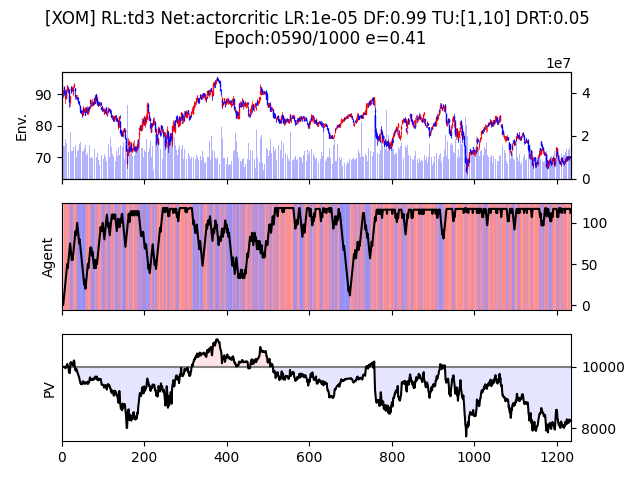 [XOM] RL:td3 Net:actorcritic LR:1e-05 DF:0.99 TU:[1,10] DRT:0.05
Epoch:0590/1000 e=0.41
1e7
Env.
90
80
70
4
2
0
Agent
100
50
0
PV
10000
8000
0 200 400 600 800 1000 1200